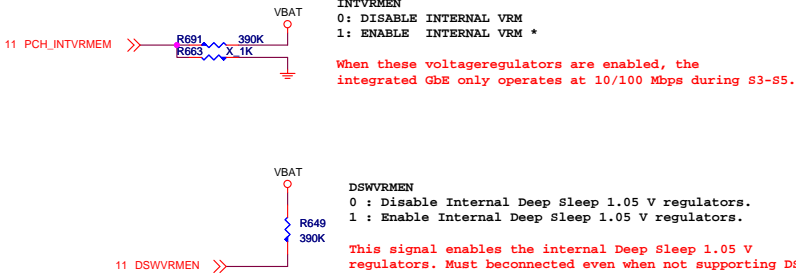 INTVRMEN
VBAT
0: DISABLE INTERNAL VRM
1: ENABLE INTERNAL VRM *
R691 390K
11 PCH_INTVRMEM
R663 X_1K
When these voltageregulators are enabled, the
integrated GbE only operates at 10/100 Mbps during S3-S5.
VBAT
DSWVRMEN
0 : Disable Internal Deep Sleep 1.05 V regulators.
1 : Enable Internal Deep Sleep 1.05 V regulators.
R649
390K
This signal enables the internal Deep Sleep 1.05 V
regulators. Must beconnected even when not supporting
11 DSWVRMEN